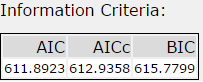 Information Criteria:
AIC AICc BIC
611.8923 612.9358 615.7799